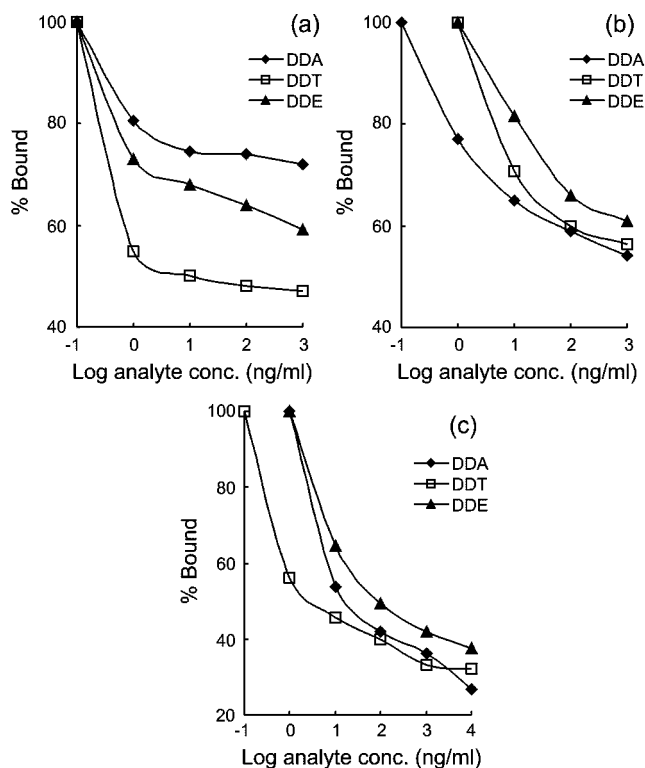 (a)
100
80
60
40
% Bound
DDA
DDT
DDE
-1 0 1 2 3
Log analyte conc. (ng/ml)
(b)
100
80
60
40
% Bound
DDA
DDT
DDE
-1 0 1 2 3
Log analyte conc. (ng/ml)
(c)
100
80
60
40
20
% Bound
DDA
DDT
DDE
-1 0 1 2 3 4
Log analyte conc. (ng/ml)